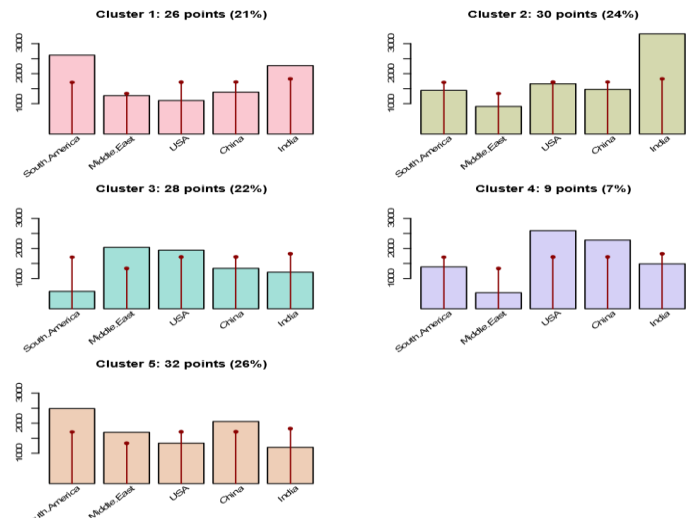 Cluster 1: 26 points (21%)
3000
2000
1000
South.America
Middle.East
USA
China
India
Cluster 2: 30 points (24%)
3000
2000
1000
South.America
Middle.East
USA
China
India
Cluster 3: 28 points (22%)
3000
2000
1000
South.America
Middle.East
USA
China
India
Cluster 4: 9 points (7%)
3000
2000
1000
South.America
Middle.East
USA
China
India
Cluster 5: 32 points (26%)
3000
2000
1000
South.America
Middle.East
USA
China
India